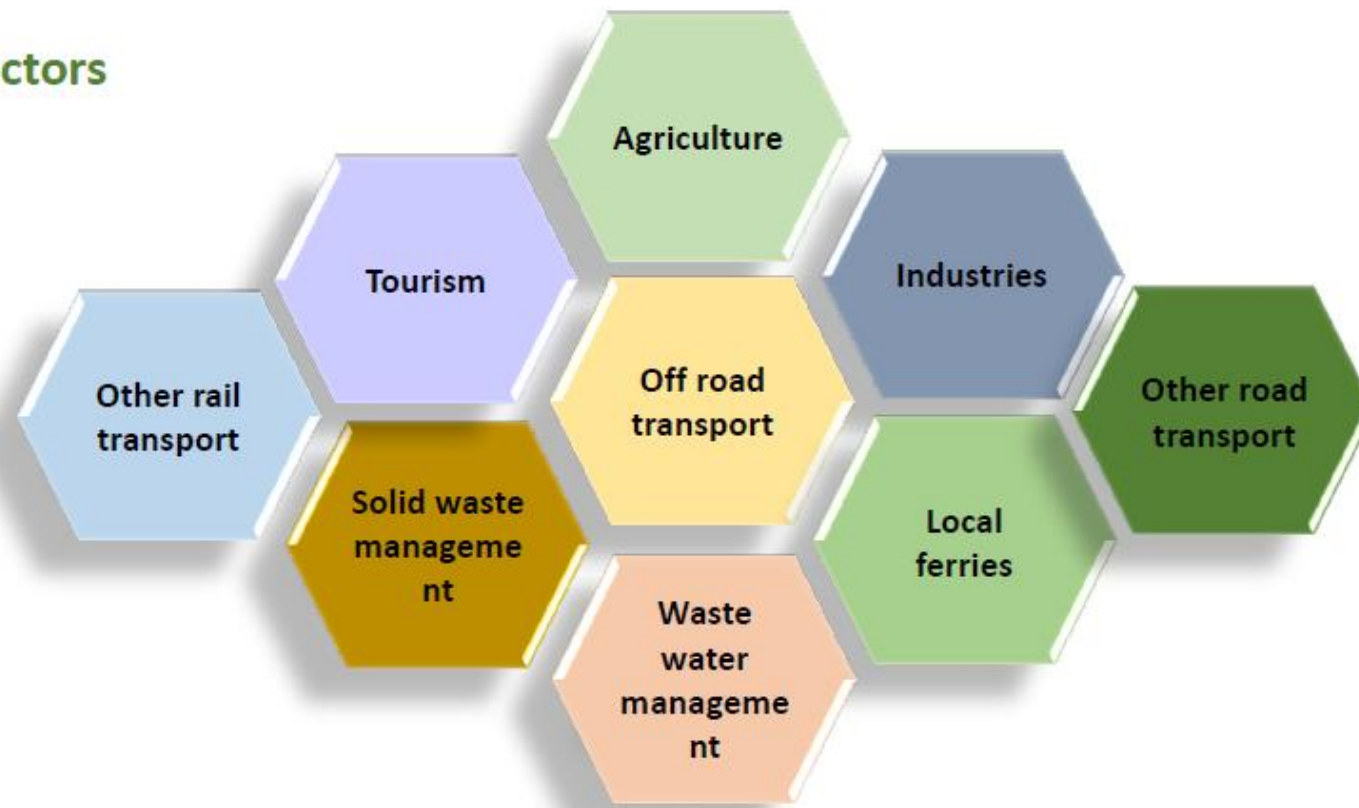 ctors
Agriculture
Tourism
Industries
Other rail
transport
Off road
transport
Other road
transport
Solid waste
manageme
nt
Local
ferries
Waste
water
manageme
nt